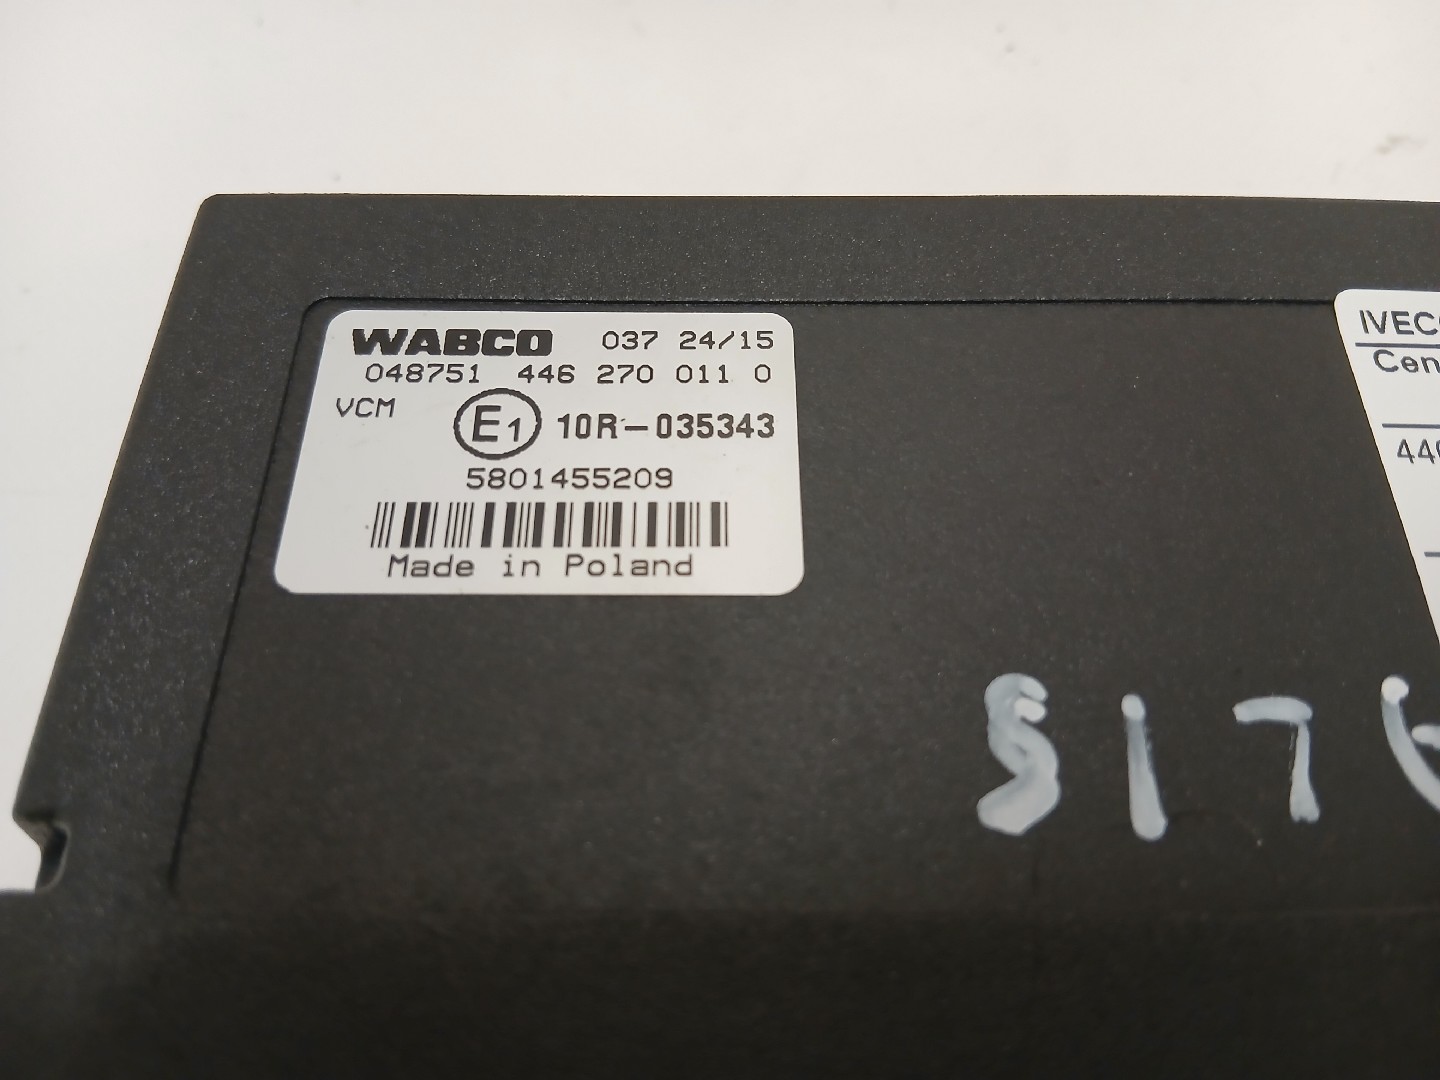 WABCO 037 24/15
048751 446 270 011 0
VCM E1 10R-035343
5801455209
Made in Poland
IVEC
Cen
44
S17